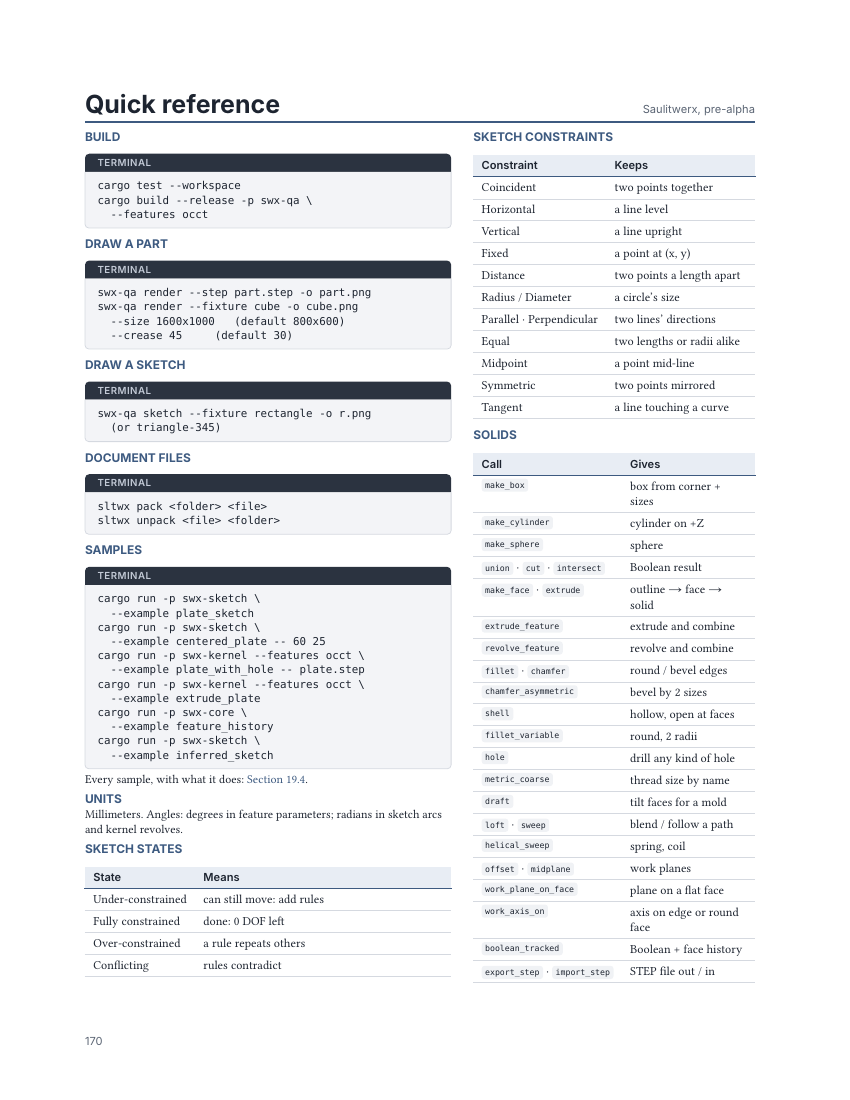 Quick reference
Saulitwerx, pre-alpha
BUILD
TERMINAL
cargo test --workspace
cargo build --release -p swx-qa \
  --features occt
DRAW A PART
TERMINAL
swx-qa render --step part.step -o part.png
swx-qa render --fixture cube -o cube.png
  --size 1600x1000   (default 800x600)
  --crease 45     (default 30)
DRAW A SKETCH
TERMINAL
swx-qa sketch --fixture rectangle -o r.png
  (or triangle-345)
DOCUMENT FILES
TERMINAL
sltwx pack <folder> <file>
sltwx unpack <file> <folder>
SAMPLES
TERMINAL
cargo run -p swx-sketch \
  --example plate_sketch
cargo run -p swx-sketch \
  --example centered_plate -- 60 25
cargo run -p swx-kernel --features occt \
  --example plate_with_hole -- plate.step
cargo run -p swx-kernel --features occt \
  --example extrude_plate
cargo run -p swx-core \
  --example feature_history
cargo run -p swx-sketch \
  --example inferred_sketch
Every sample, with what it does: Section 19.4.
UNITS
Millimeters. Angles: degrees in feature parameters; radians in sketch arcs
and kernel revolves.
SKETCH STATES
State Means
Under-constrained can still move: add rules
Fully constrained done: 0 DOF left
Over-constrained a rule repeats others
Conflicting rules contradict
SKETCH CONSTRAINTS
Constraint Keeps
Coincident two points together
Horizontal a line level
Vertical a line upright
Fixed a point at (x, y)
Distance two points a length apart
Radius / Diameter a circle's size
Parallel · Perpendicular two lines' directions
Equal two lengths or radii alike
Midpoint a point mid-line
Symmetric two points mirrored
Tangent a line touching a curve
SOLIDS
Call Gives
make_box box from corner +
sizes
make_cylinder cylinder on +Z
make_sphere sphere
union · cut · intersect Boolean result
make_face · extrude outline → face →
solid
extrude_feature extrude and combine
revolve_feature revolve and combine
fillet · chamfer round / bevel edges
chamfer_asymmetric bevel by 2 sizes
shell hollow, open at faces
fillet_variable round, 2 radii
hole drill any kind of hole
metric_coarse thread size by name
draft tilt faces for a mold
loft · sweep blend / follow a path
helical_sweep spring, coil
offset · midplane work planes
work_plane_on_face plane on a flat face
work_axis_on axis on edge or round
face
boolean_tracked Boolean + face history
export_step · import_step STEP file out / in
170